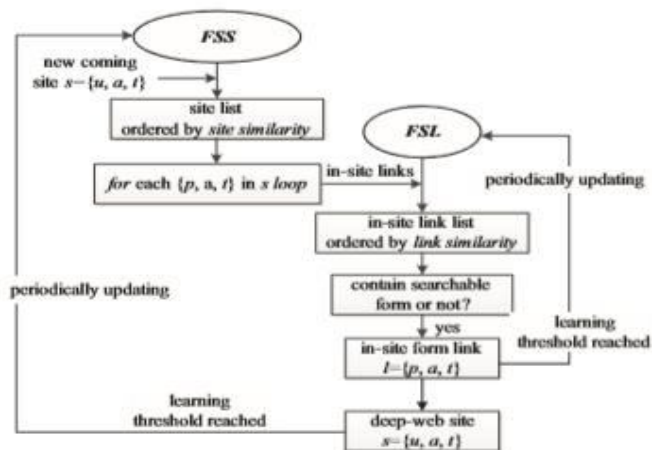 FSS
new coming
site s={u, a, t}
site list
ordered by site similarity
FSL
for each {p, a, t} in s loop
in-site links
periodically updating
in-site link list
ordered by link similarity
contain searchable
form or not?
periodically updating
yes
learning
threshold reached
in-site form link
l={p, a, t}
learning
threshold reached
deep-web site
s={u, a, t}